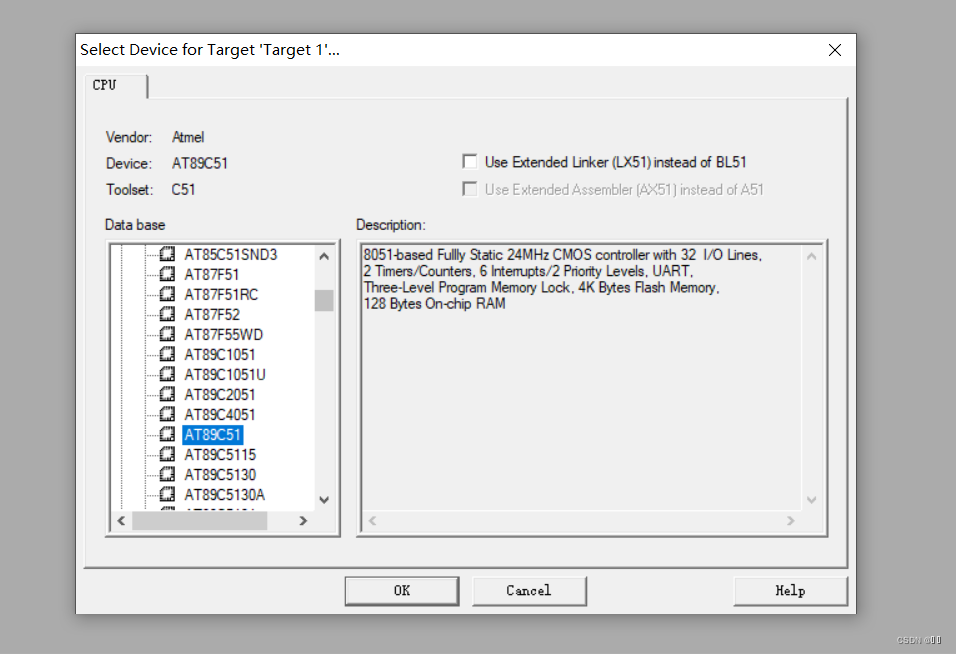 Select Device for Target 'Target 1'...
CPU
Vendor: Atmel
Device: AT89C51
Toolset: C51
Use Extended Linker (LX51) instead of BL51
Use Extended Assembler (AX51) instead of A51
Data base
AT85C51SND3
AT87F51
AT87F51RC
AT87F52
AT87F55WD
AT89C1051
AT89C1051U
AT89C2051
AT89C4051
AT89C51
AT89C5115
AT89C5130
AT89C5130A
Description:
8051-based Fullly Static 24MHz CMOS controller with 32 I/O Lines,
2 Timers/Counters, 6 Interrupts/2 Priority Levels, UART,
Three-Level Program Memory Lock, 4K Bytes Flash Memory,
128 Bytes On-chip RAM
OK
Cancel
Help
CSDN @